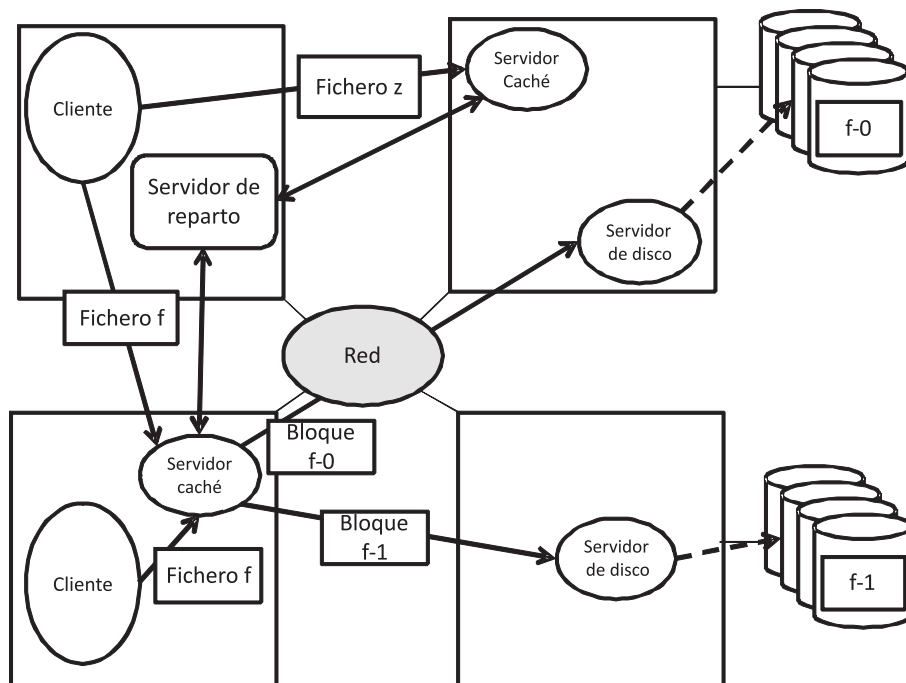 Cliente
Fichero z
Servidor
Caché
f-0
Servidor de
reparto
Servidor
de disco
Fichero f
Red
Bloque
f-0
Servidor
caché
Bloque
f-1
Cliente
Fichero f
Servidor
de disco
f-1